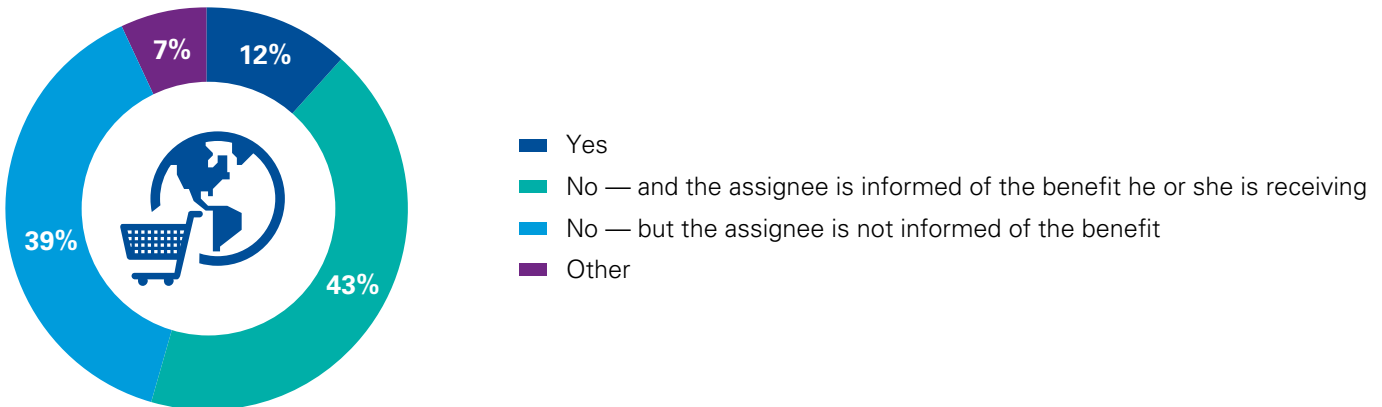 7%
12%
39%
43%
Yes
No — and the assignee is informed of the benefit he or she is receiving
No — but the assignee is not informed of the benefit
Other